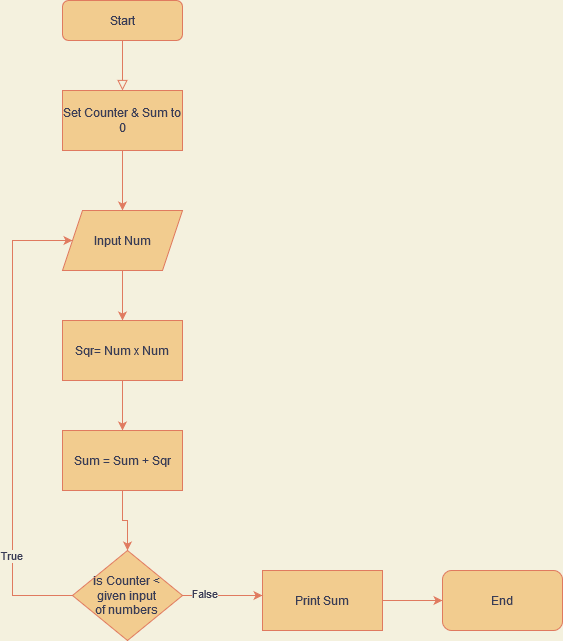 Start
Set Counter & Sum to
0
Input Num
Sqr= Num x Num
Sum = Sum + Sqr
True
is Counter <
given input
of numbers
False
Print Sum
End